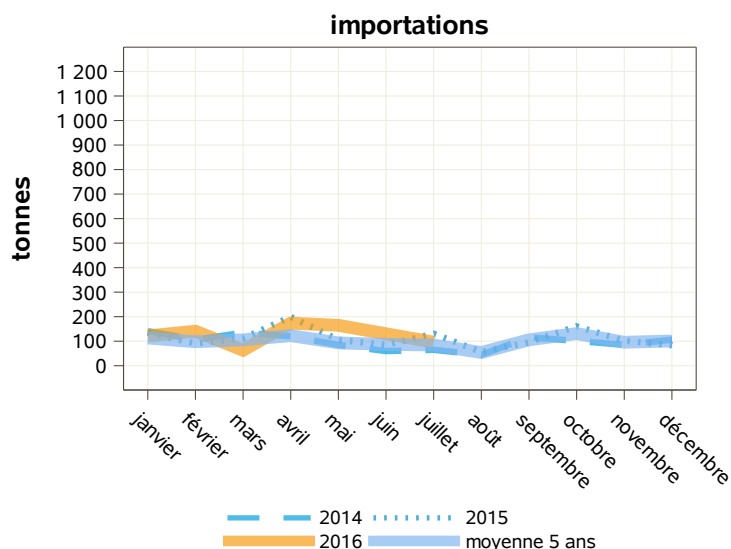 importations
tonnes
1 200
1 100
1 000
900
800
700
600
500
400
300
200
100
0
janvier
février
mars
avril
mai
juin
juillet
août
septembre
octobre
novembre
décembre
2014 2015
2016 moyenne 5 ans